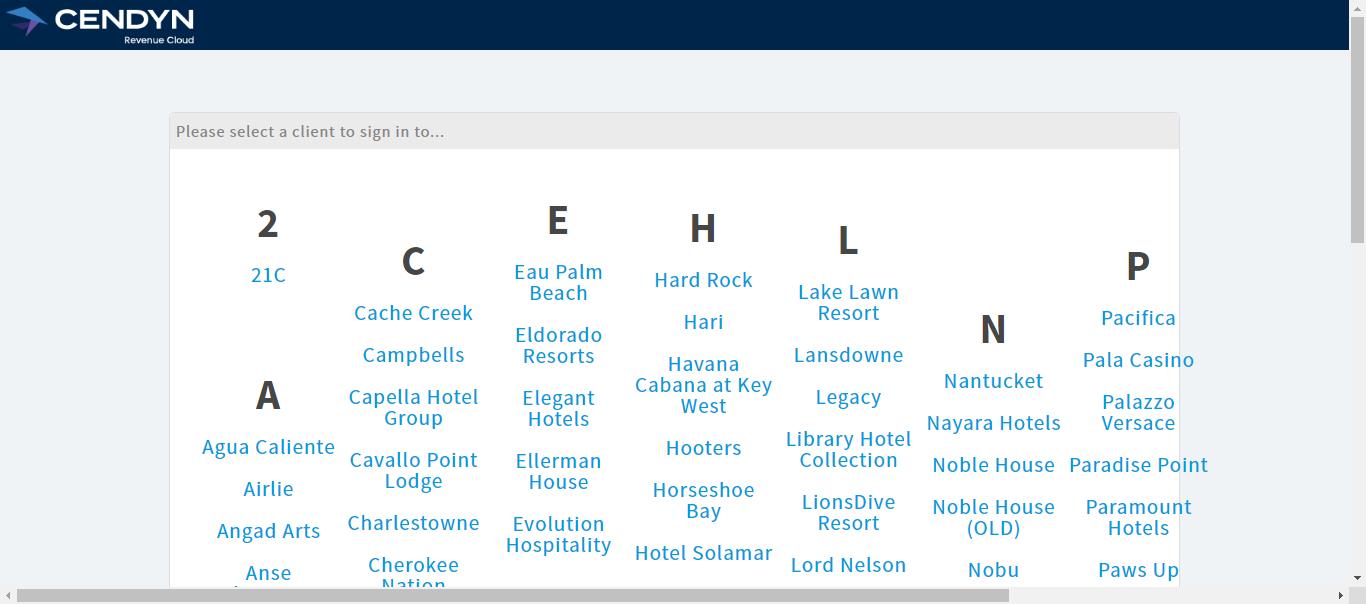 CENDYN
Revenue Cloud
Please select a client to sign in to...
2
21C
A
Agua Caliente
Airlie
Angad Arts
Anse
C
Cache Creek
Campbells
Capella Hotel
Group
Cavallo Point
Lodge
Charlestowne
Cherokee
Nation
E
Eau Palm
Beach
Eldorado
Resorts
Elegant
Hotels
Ellerman
House
Evolution
Hospitality
H
Hard Rock
Hari
Havana
Cabana at Key
West
Hooters
Horseshoe
Bay
Hotel Solamar
L
Lake Lawn
Resort
Lansdowne
Legacy
Library Hotel
Collection
LionsDive
Resort
Lord Nelson
N
Nantucket
Nayara Hotels
Noble House
Noble House
(OLD)
Nobu
P
Pacifica
Pala Casino
Palazzo
Versace
Paradise Point
Paramount
Hotels
Paws Up